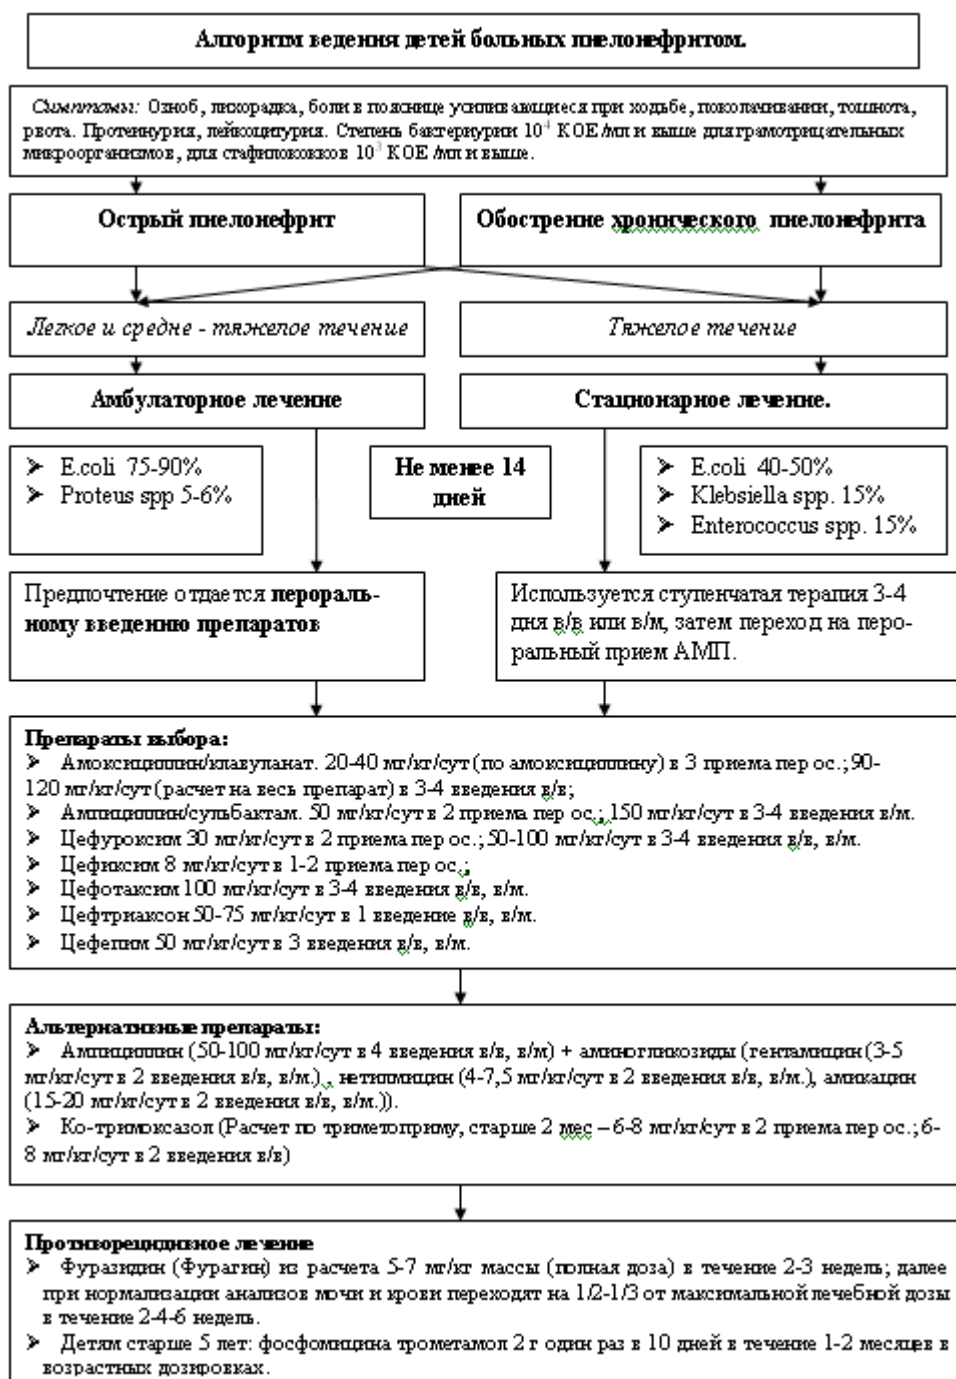 Алгоритм ведения детей больных пиелонефритом.
Симптомы: Озноб, лихорадка, боли в пояснице усиливающиеся при ходьбе, поколачивании, тошнота,
рвота. Протеинурия, лейкоцитурия. Степень бактериурии 10⁴ КОЕ/мл и выше для грамотрицательных
микроорганизмов, для стафилококков 10³ КОЕ/мл и выше.
Острый пиелонефрит
Обострение хронического пиелонефрита
Легкое и средне - тяжелое течение
Тяжелое течение
Амбулаторное лечение
Стационарное лечение.
➢ E.coli 75-90%
➢ Proteus spp 5-6%
Не менее 14
дней
➢ E.coli 40-50%
➢ Klebsiella spp. 15%
➢ Enterococcus spp. 15%
Предпочтение отдается перораль-
ному введению препаратов
Используется ступенчатая терапия 3-4
дня в/в или в/м, затем переход на перо-
ральный прием АМП.
Препараты выбора:
➢ Амоксициллин/клавуланат. 20-40 мг/кг/сут (по амоксициллину) в 3 приема пер ос.; 90-
120 мг/кг/сут (расчет на весь препарат) в 3-4 введения в/в;
➢ Ампициллин/сульбактам. 50 мг/кг/сут в 2 приема пер ос.; 150 мг/кг/сут в 3-4 введения в/м.
➢ Цефуроксим 30 мг/кг/сут в 2 приема пер ос.; 50-100 мг/кг/сут в 3-4 введения в/в, в/м.
➢ Цефиксим 8 мг/кг/сут в 1-2 приема пер ос.;
➢ Цефотаксим 100 мг/кг/сут в 3-4 введения в/в, в/м.
➢ Цефтриаксон 50-75 мг/кг/сут в 1 введение в/в, в/м.
➢ Цефепим 50 мг/кг/сут в 3 введения в/в, в/м.
Альтернативные препараты:
➢ Ампициллин (50-100 мг/кг/сут в 4 введения в/в, в/м) + аминогликозиды (гентамицин (3-5
мг/кг/сут в 2 введения в/в, в/м.) , нетилмицин (4-7,5 мг/кг/сут в 2 введения в/в, в/м.), амикацин
(15-20 мг/кг/сут в 2 введения в/в, в/м.)).
➢ Ко-тримоксазол (Расчет по триметоприму, старше 2 мес – 6-8 мг/кг/сут в 2 приема пер ос.; 6-
8 мг/кг/сут в 2 введения в/в)
Противорецидивное лечение
➢ Фуразидин (Фурагин) из расчета 5-7 мг/кг массы (полная доза) в течение 2-3 недель; далее
при нормализации анализов мочи и крови переходят на 1/2-1/3 от максимальной лечебной дозы
в течение 2-4-6 недель.
➢ Детям старше 5 лет: фосфомицина трометамол 2 г один раз в 10 дней в течение 1-2 месяцев в
возрастных дозировках.